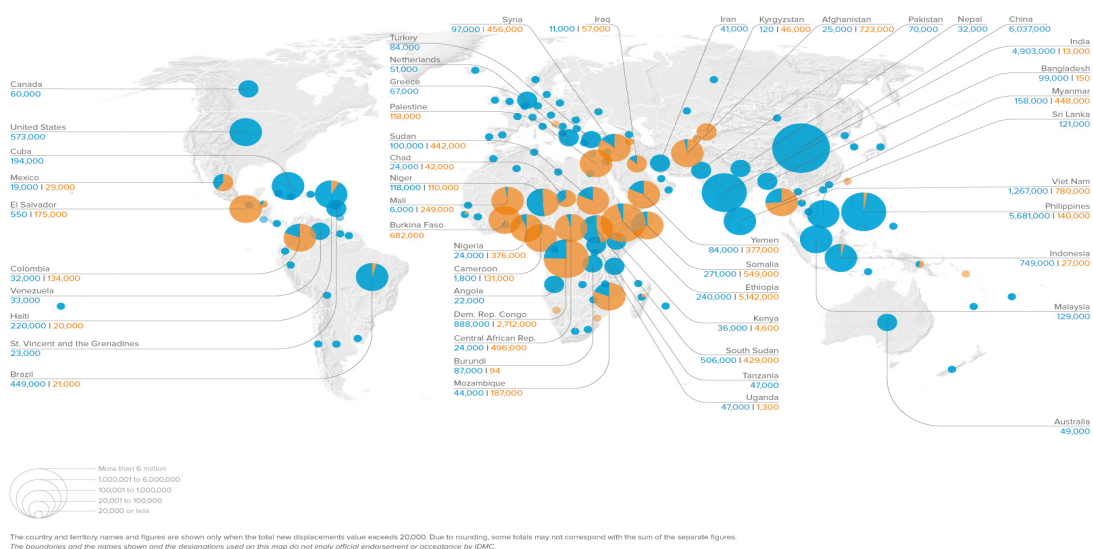 Syria
97,000 | 456,000
Iraq
11,000 | 57,000
Iran
41,000
Kyrgyzstan
120 | 46,000
Afghanistan
25,000 | 723,000
Pakistan
70,000
Nepal
32,000
China
6,037,000
India
4,903,000 | 13,000
Bangladesh
99,000 | 150
Myanmar
158,000 | 448,000
Sri Lanka
121,000
Viet Nam
1,267,000 | 780,000
Philippines
5,681,000 | 140,000
Indonesia
749,000 | 27,000
Malaysia
129,000
Australia
49,000
Turkey
84,000
Netherlands
51,000
Greece
67,000
Palestine
118,000
Sudan
100,000 | 442,000
Chad
24,000 | 42,000
Niger
118,000 | 110,000
Mali
6,000 | 249,000
Burkina Faso
682,000
Nigeria
24,000 | 376,000
Cameroon
1,800 | 131,000
Angola
22,000
Dem. Rep. Congo
888,000 | 2,712,000
Central African Rep.
24,000 | 496,000
Burundi
87,000 | 94
Mozambique
44,000 | 187,000
Yemen
84,000 | 377,000
Somalia
271,000 | 549,000
Ethiopia
240,000 | 5,142,000
Kenya
36,000 | 4,600
South Sudan
506,000 | 429,000
Tanzania
47,000
Uganda
47,000 | 1,300
Canada
60,000
United States
573,000
Cuba
194,000
Mexico
19,000 | 29,000
El Salvador
550 | 175,000
Colombia
32,000 | 134,000
Venezuela
33,000
Haiti
220,000 | 20,000
St. Vincent and the Grenadines
23,000
Brazil
449,000 | 21,000
More than 6 million
1,000,001 to 6,000,000
100,001 to 1,000,000
20,001 to 100,000
20,000 or less
The country and territory names and figures are shown only when the total new displacements value exceeds 20,000. Due to rounding, some totals may not correspond with the sum of the separate figures.
The boundaries and the names shown and the designations used on this map do not imply official endorsement or acceptance by IDMC.